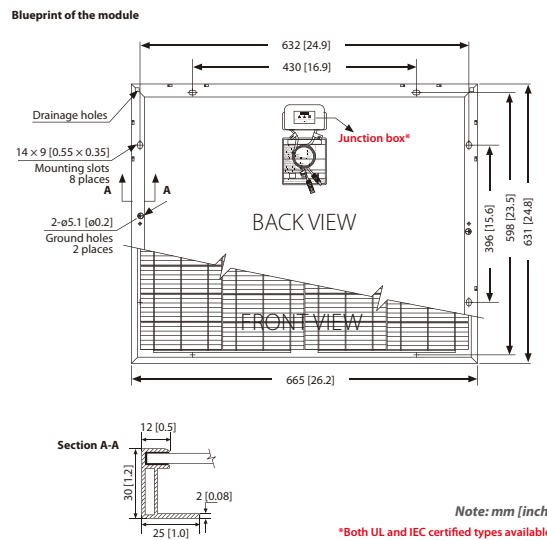 Blueprint of the module
632 [24.9]
430 [16.9]
Drainage holes
Junction box*
14 × 9 [0.55 × 0.35]
Mounting slots
8 places
A
A
2-ø5.1 [ø0.2]
Ground holes
2 places
BACK VIEW
396 [15.6]
598 [23.5]
631 [24.8]
FRONT VIEW
665 [26.2]
12 [0.5]
Section A-A
30 [1.2]
2 [0.08]
25 [1.0]
Note: mm [inch
*Both UL and IEC certified types available